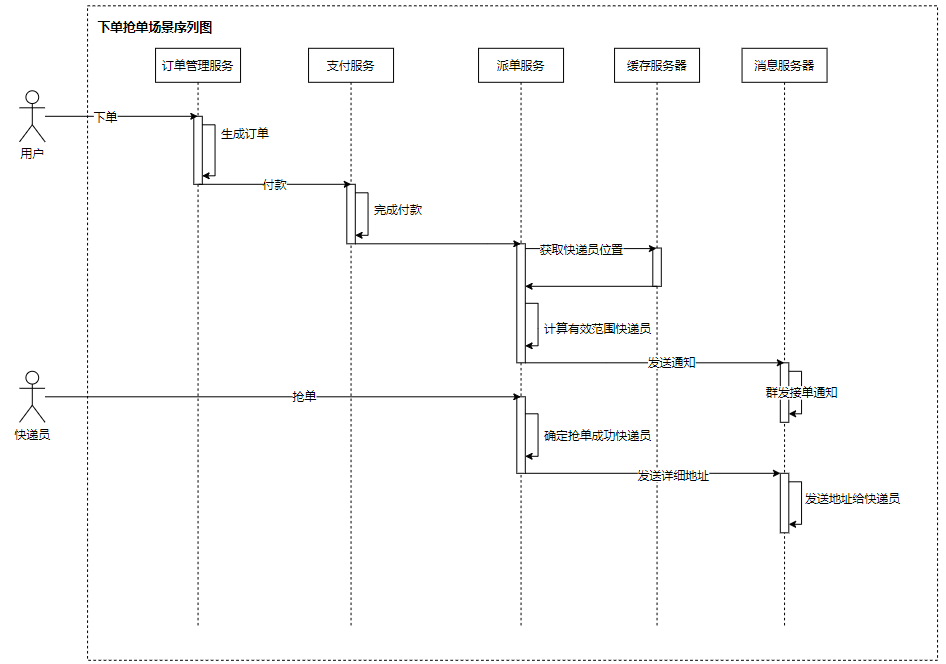 下单抢单场景序列图
订单管理服务
支付服务
派单服务
缓存服务器
消息服务器
下单
生成订单
用户
付款
完成付款
获取快递员位置
计算有效范围快递员
发送通知
群发接单通知
抢单
快递员
确定抢单成功快递员
发送详细地址
发送地址给快递员